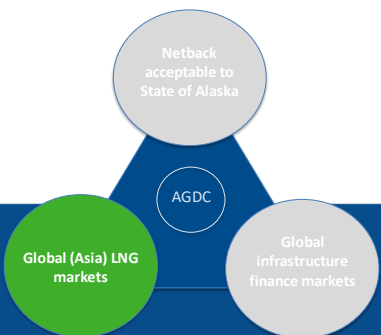 Netback
acceptable to
State of Alaska
AGDC
Global (Asia) LNG
markets
Global
infrastructure
finance markets